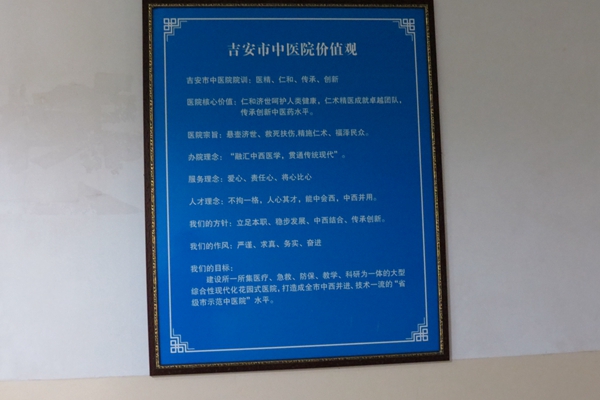 吉安市中医院价值观
吉安市中医院院训：医精、仁和、传承、创新
医院核心价值：仁和济世呵护人类健康，仁术精医成就卓越团队，
传承创新中医药水平。
医院宗旨：悬壶济世、救死扶伤,精施仁术、福泽民众。
办院理念：“融汇中西医学，贯通传统现代”。
服务理念：爱心、责任心、将心比心
人才理念：不拘一格，人心其才，能中会西，中西并用。
我们的方针：立足本职、稳步发展、中西结合、传承创新。
我们的作风：严谨、求真、务实、奋进
我们的目标：
建设所一所集医疗、急救、防保、教学、科研为一体的大型
综合性现代化花园式医院,打造成全市中西并进、技术一流的“省
级市示范中医院”水平。